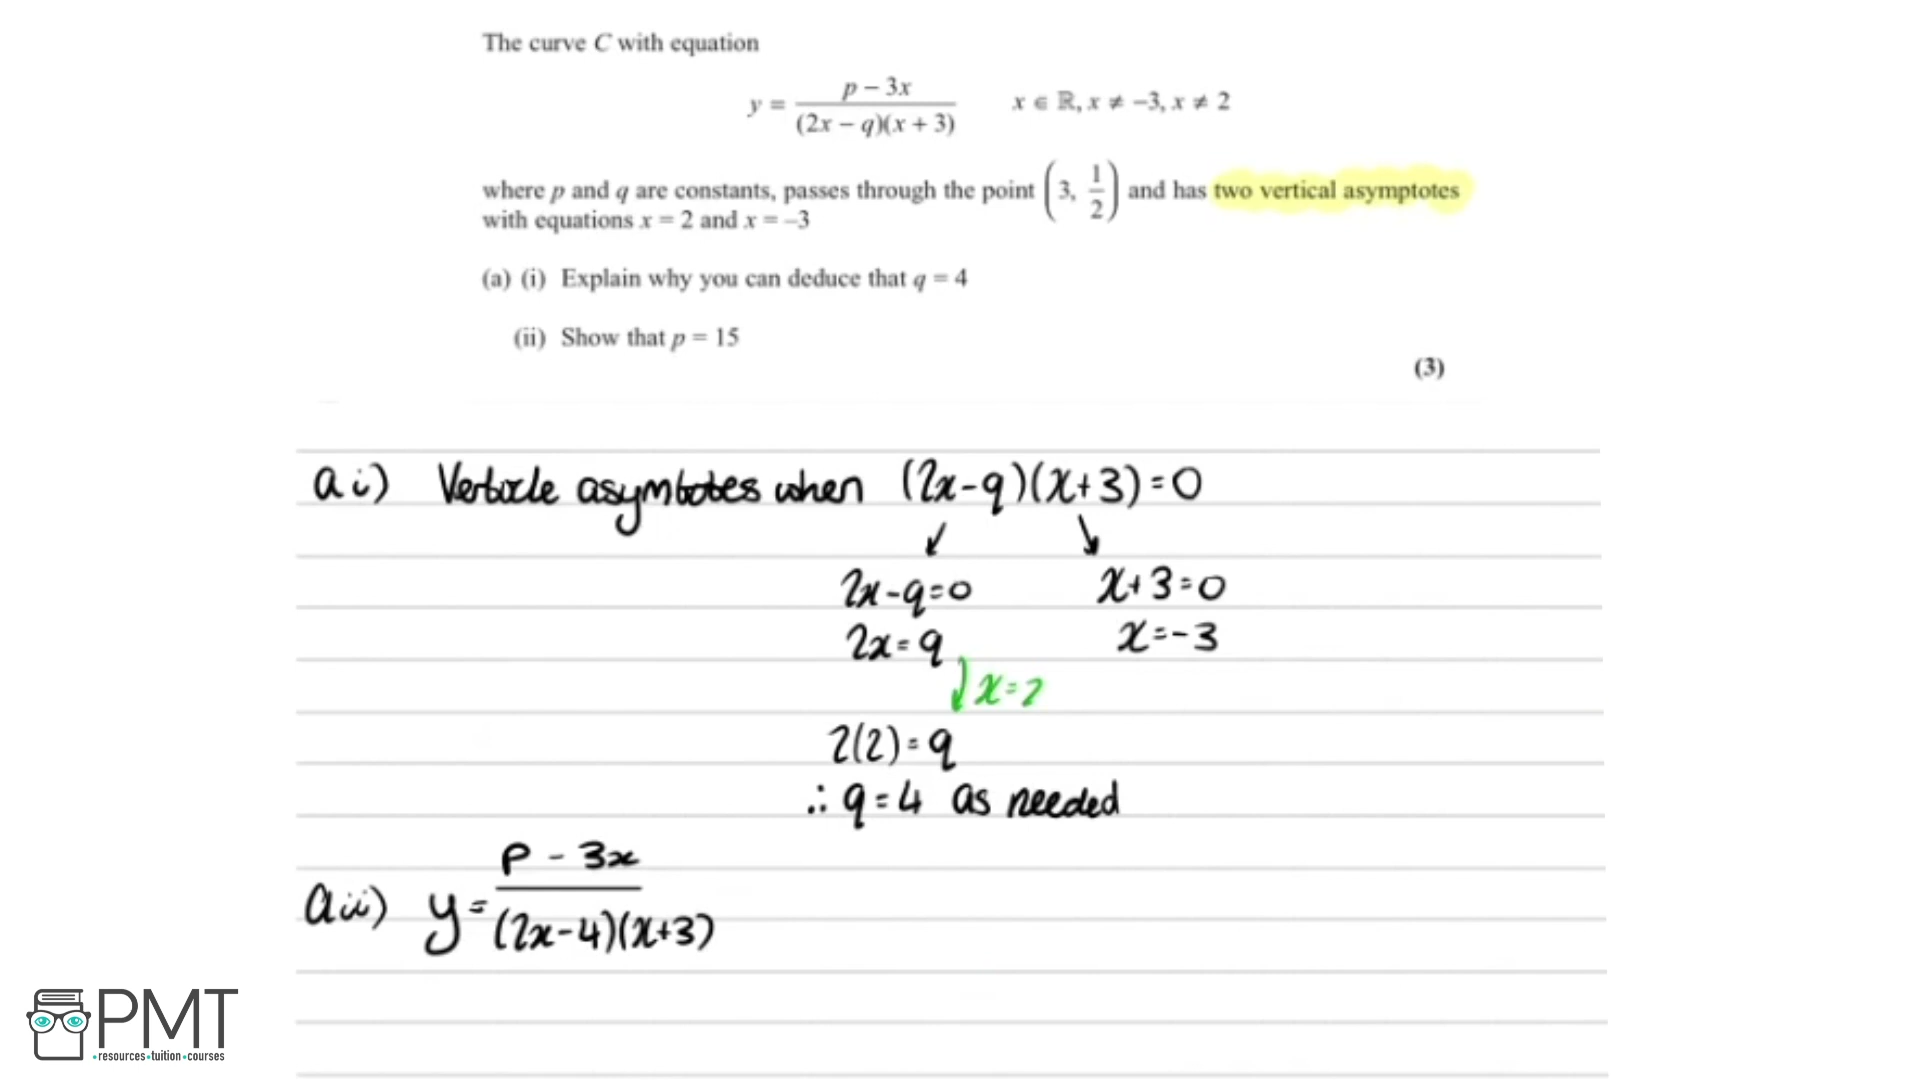 The curve C with equation
y = p − 3x / (2x − q)(x + 3)    x ∈ ℝ, x ≠ −3, x ≠ 2
where p and q are constants, passes through the point (3, 1/2) and has two vertical asymptotes
with equations x = 2 and x = −3
(a) (i) Explain why you can deduce that q = 4
(ii) Show that p = 15
(3)
a i) Verticle asymbotes when (2x−q)(x+3)=0
↙ ↘
2x−q=0    x+3=0
2x=q    x=−3
↓ x=2
2(2)=q
∴ q=4 as needed
a ii) y = p − 3x / (2x−4)(x+3)
PMT
•resources•tuition•courses